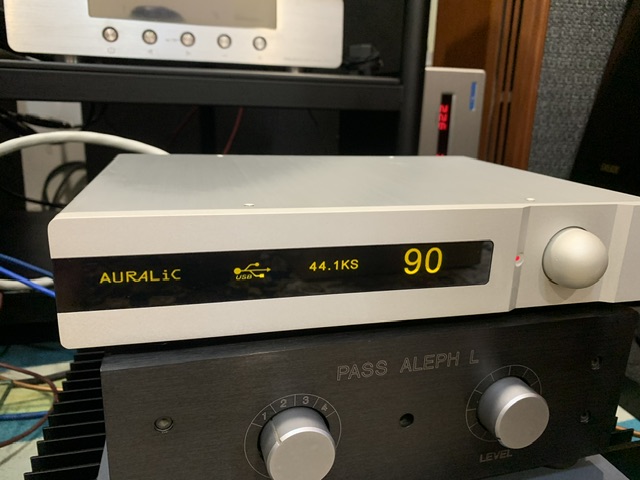 AURALiC USB 44.1KS 90
PASS ALEPH L
1 2 3 4
LEVEL